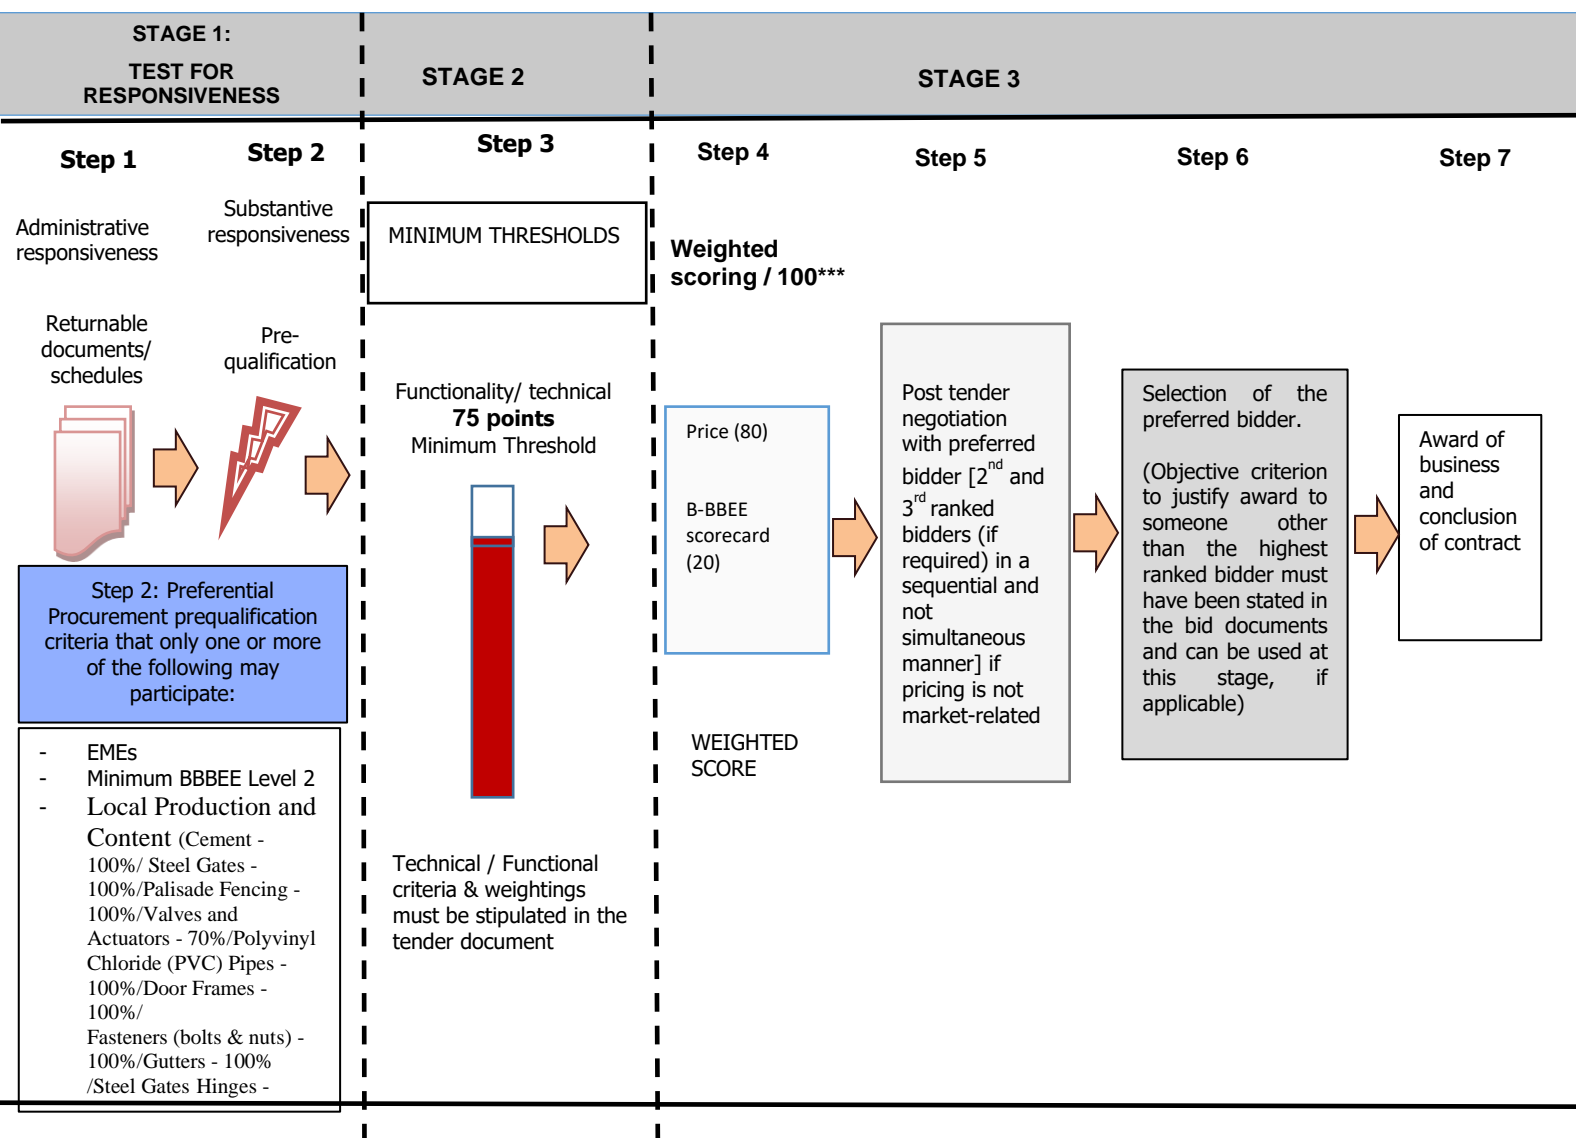 STAGE 1:
TEST FOR
RESPONSIVENESS
STAGE 2
STAGE 3
Step 1
Step 2
Step 3
Step 4
Step 5
Step 6
Step 7
Administrative
responsiveness
Substantive
responsiveness
MINIMUM THRESHOLDS
Weighted
scoring / 100***
Returnable
documents/
schedules
Pre-
qualification
Functionality/ technical
75 points
Minimum Threshold
Price (80)
B-BBEE
scorecard
(20)
Post tender
negotiation
with preferred
bidder [2nd and
3rd ranked
bidders (if
required) in a
sequential and
not
simultaneous
manner] if
pricing is not
market-related
Selection of the
preferred bidder.
(Objective criterion
to justify award to
someone other
than the highest
ranked bidder must
have been stated in
the bid documents
and can be used at
this stage, if
applicable)
Award of
business
and
conclusion
of contract
Step 2: Preferential
Procurement prequalification
criteria that only one or more
of the following may
participate:
- EMEs
- Minimum BBBEE Level 2
- Local Production and
Content (Cement -
100%/ Steel Gates -
100%/Palisade Fencing -
100%/Valves and
Actuators - 70%/Polyvinyl
Chloride (PVC) Pipes -
100%/Door Frames -
100%/
Fasteners (bolts & nuts) -
100%/Gutters - 100%
/Steel Gates Hinges -
WEIGHTED
SCORE
Technical / Functional
criteria & weightings
must be stipulated in the
tender document